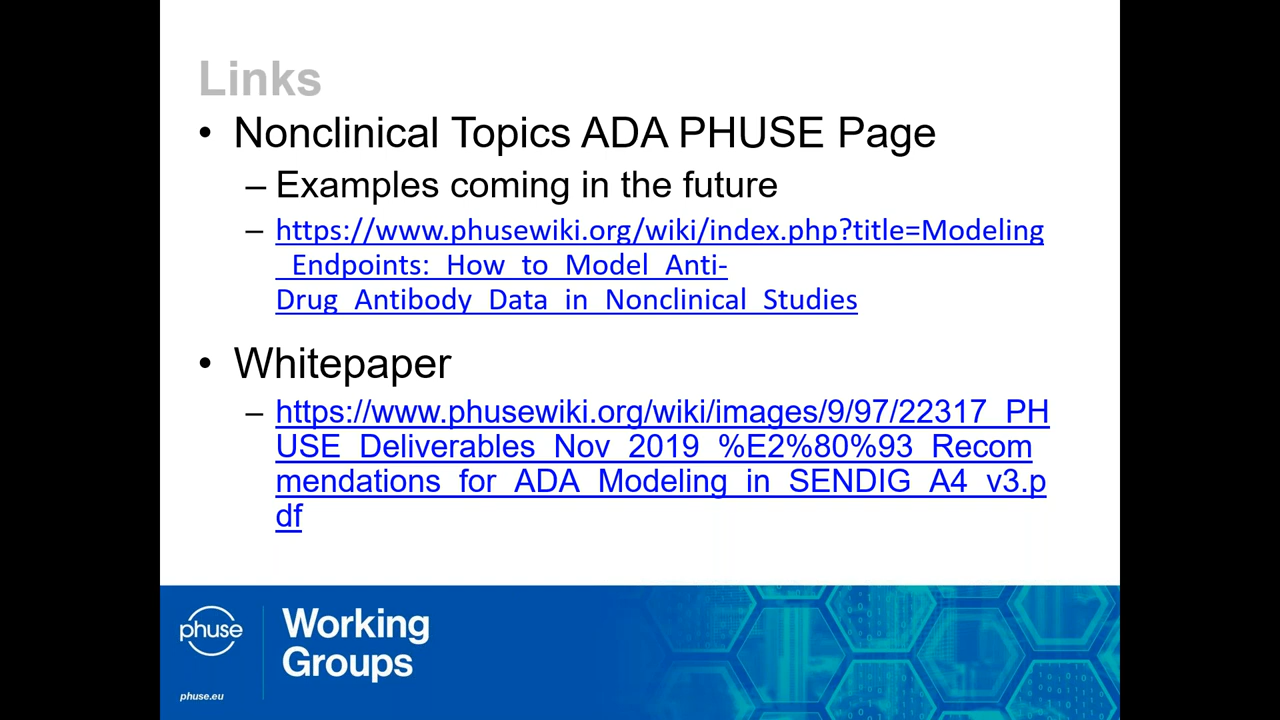 Links
• Nonclinical Topics ADA PHUSE Page
– Examples coming in the future
– https://www.phusewiki.org/wiki/index.php?title=Modeling
_Endpoints:_How_to_Model_Anti-
Drug_Antibody_Data_in_Nonclinical_Studies
• Whitepaper
– https://www.phusewiki.org/wiki/images/9/97/22317_PH
USE_Deliverables_Nov_2019_%E2%80%93_Recom
mendations_for_ADA_Modeling_in_SENDIG_A4_v3.p
df
phuse
Working
Groups
phuse.eu